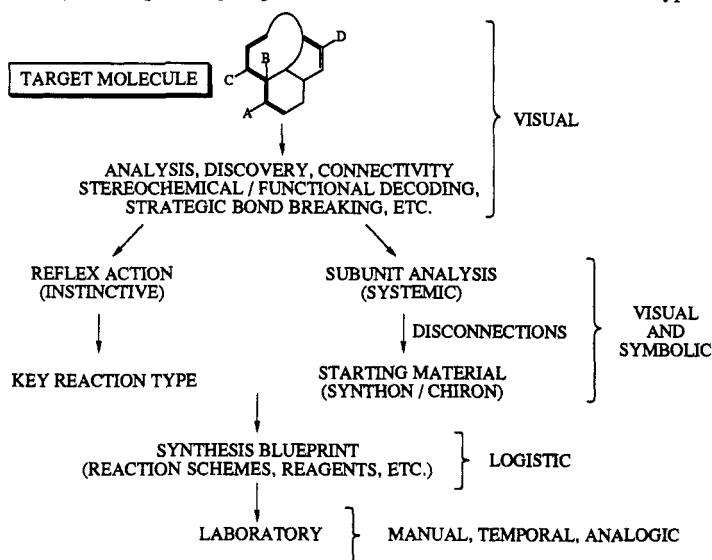 D
B
C
A
TARGET MOLECULE
VISUAL
ANALYSIS, DISCOVERY, CONNECTIVITY
STEREOCHEMICAL / FUNCTIONAL DECODING,
STRATEGIC BOND BREAKING, ETC.
REFLEX ACTION
(INSTINCTIVE)
SUBUNIT ANALYSIS
(SYSTEMIC)
DISCONNECTIONS
VISUAL
AND
SYMBOLIC
KEY REACTION TYPE
STARTING MATERIAL
(SYNTHON / CHIRON)
SYNTHESIS BLUEPRINT
(REACTION SCHEMES, REAGENTS, ETC.)
LOGISTIC
LABORATORY
MANUAL, TEMPORAL, ANALOGIC